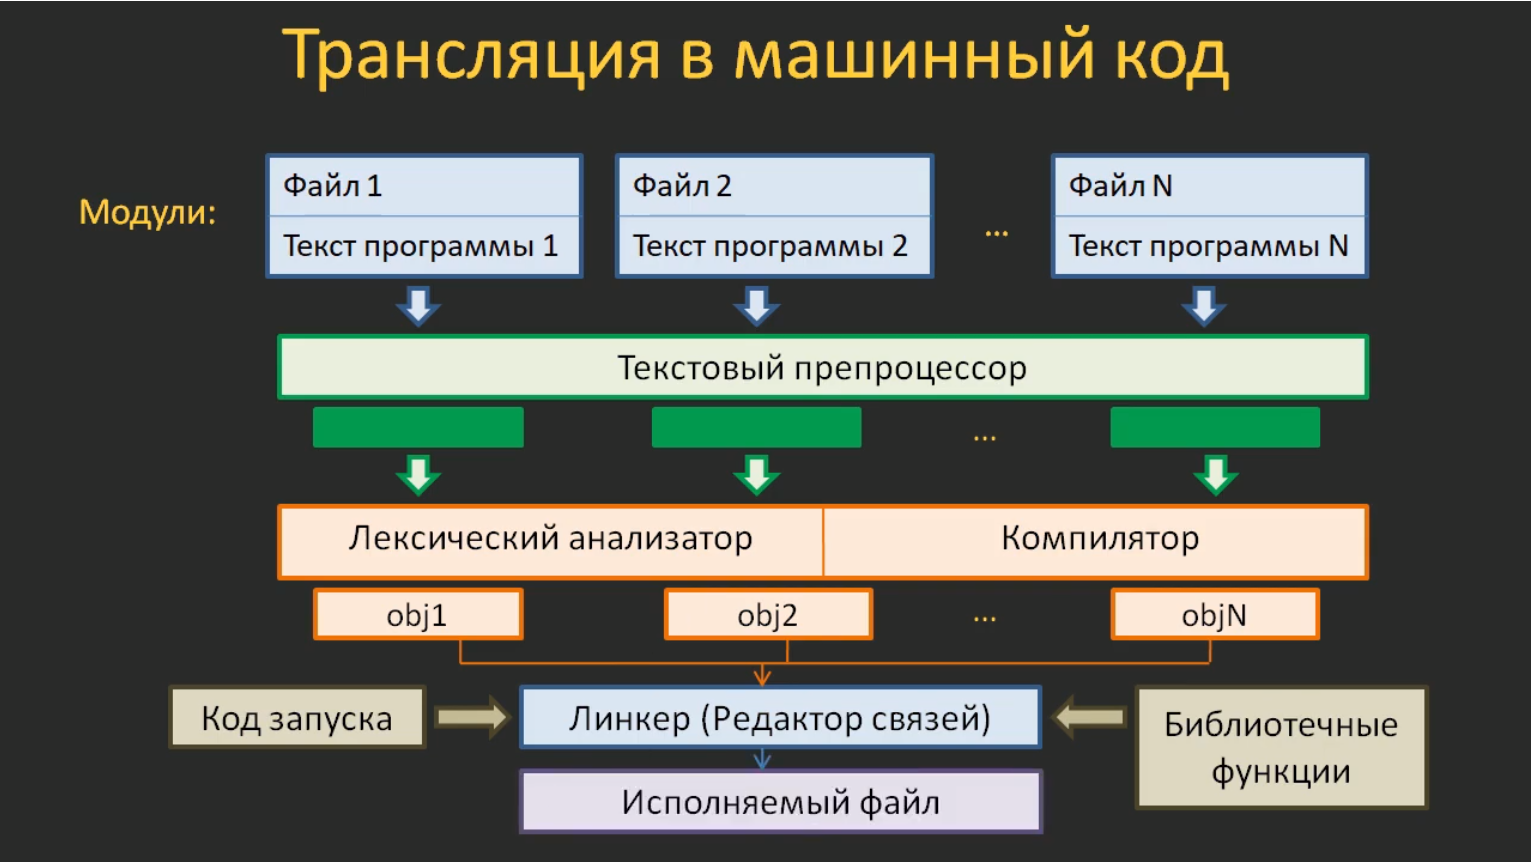 Трансляция в машинный код
Модули:
Файл 1
Текст программы 1
Файл 2
Текст программы 2
...
Файл N
Текст программы N
Текстовый препроцессор
...
Лексический анализатор
Компилятор
obj1
obj2
...
objN
Код запуска
Линкер (Редактор связей)
Библиотечные
функции
Исполняемый файл